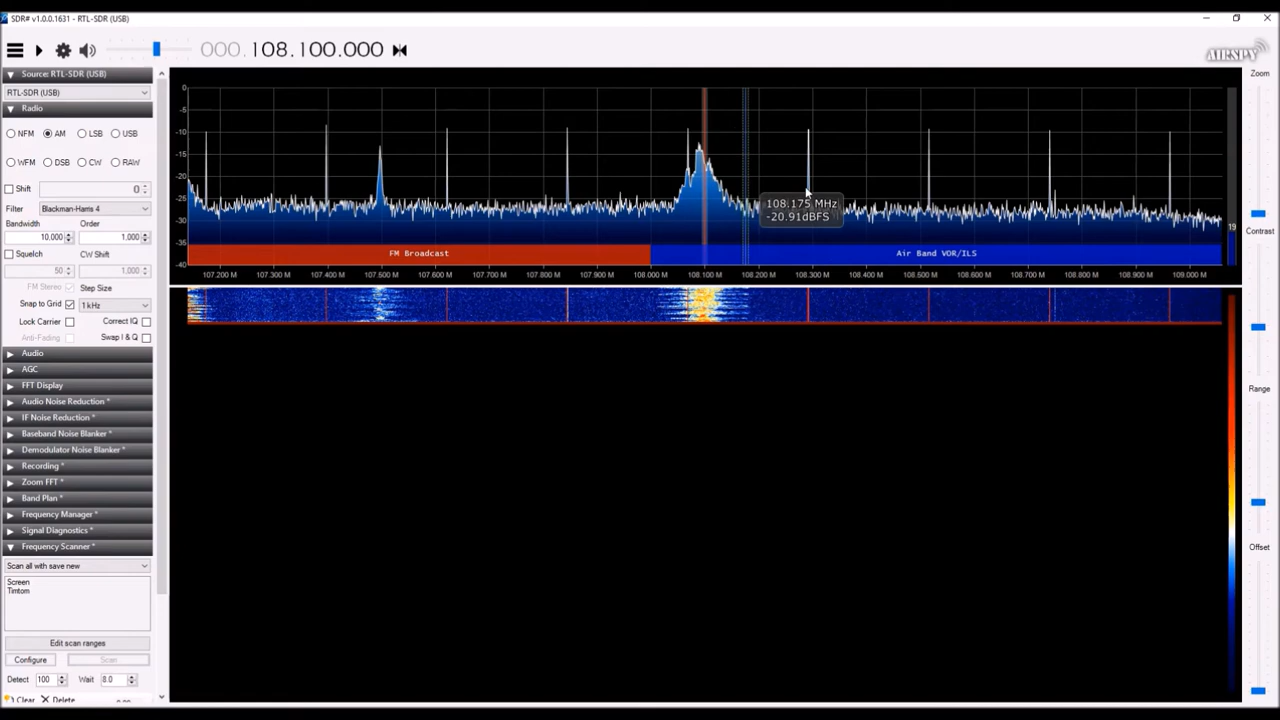 SDR# v1.0.0.1631 - RTL-SDR (USB)
000.108.100.000
AIRSPY
Source: RTL-SDR (USB)
RTL-SDR (USB)
Radio
NFM AM LSB USB
WFM DSB CW RAW
Shift 0
Filter Blackman-Harris 4
Bandwidth Order
10,000 1,000
Squelch CW Shift
50 1,000
FM Stereo Step Size
Snap to Grid 1 kHz
Lock Carrier Correct IQ
Anti-Fading Swap I & Q
Audio
AGC
FFT Display
Audio Noise Reduction *
IF Noise Reduction *
Baseband Noise Blanker *
Demodulator Noise Blanker *
Recording *
Zoom FFT *
Band Plan *
Frequency Manager *
Signal Diagnostics *
Frequency Scanner *
Scan all with save new
Screen
Timtom
Edit scan ranges
Configure Scan
Detect 100 Wait 8.0
Clear Delete
0
-5
-10
-15
-20
-25
-30
-35
-40
108.175 MHz
-20.91dBFS
FM Broadcast
Air Band VOR/ILS
107.200 M 107.300 M 107.400 M 107.500 M 107.600 M 107.700 M 107.800 M 107.900 M 108.000 M 108.100 M 108.200 M 108.300 M 108.400 M 108.500 M 108.600 M 108.700 M 108.800 M 108.900 M 109.000 M
19
Zoom
Contrast
Range
Offset